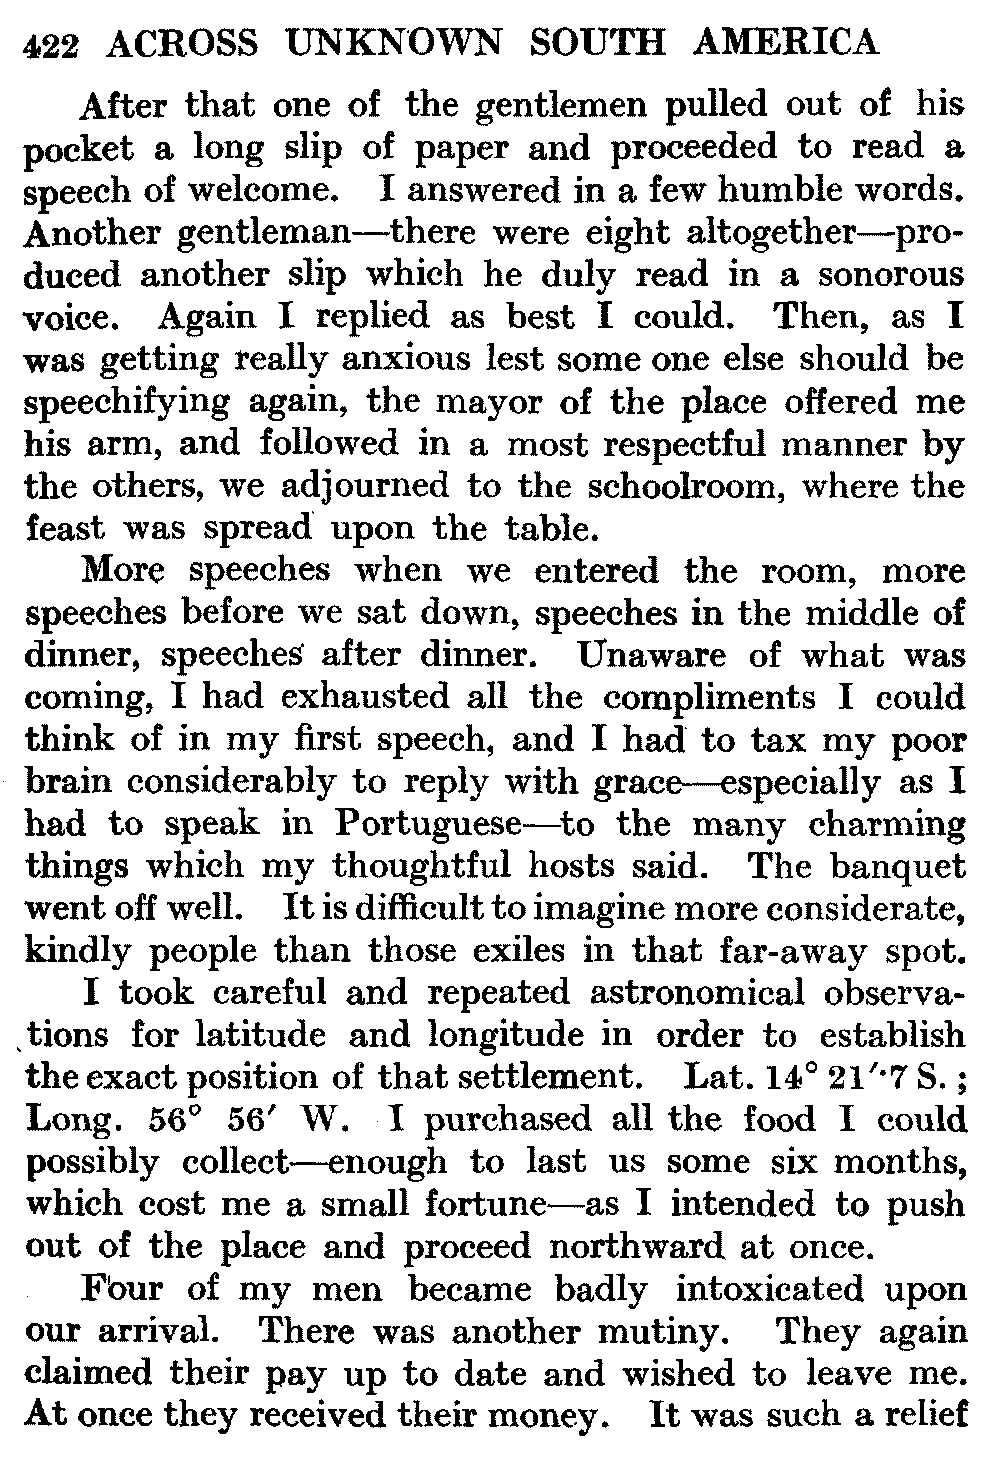 422 ACROSS UNKNOWN SOUTH AMERICA
After that one of the gentlemen pulled out of his
pocket a long slip of paper and proceeded to read a
speech of welcome. I answered in a few humble words.
Another gentleman—there were eight altogether—pro-
duced another slip which he duly read in a sonorous
voice. Again I replied as best I could. Then, as I
was getting really anxious lest some one else should be
speechifying again, the mayor of the place offered me
his arm, and followed in a most respectful manner by
the others, we adjourned to the schoolroom, where the
feast was spread upon the table.
More speeches when we entered the room, more
speeches before we sat down, speeches in the middle of
dinner, speeches after dinner. Unaware of what was
coming, I had exhausted all the compliments I could
think of in my first speech, and I had to tax my poor
brain considerably to reply with grace—especially as I
had to speak in Portuguese—to the many charming
things which my thoughtful hosts said. The banquet
went off well. It is difficult to imagine more considerate,
kindly people than those exiles in that far-away spot.
I took careful and repeated astronomical observa-
tions for latitude and longitude in order to establish
the exact position of that settlement. Lat. 14° 21′·7 S. ;
Long. 56° 56′ W. I purchased all the food I could
possibly collect—enough to last us some six months,
which cost me a small fortune—as I intended to push
out of the place and proceed northward at once.
Four of my men became badly intoxicated upon
our arrival. There was another mutiny. They again
claimed their pay up to date and wished to leave me.
At once they received their money. It was such a relief